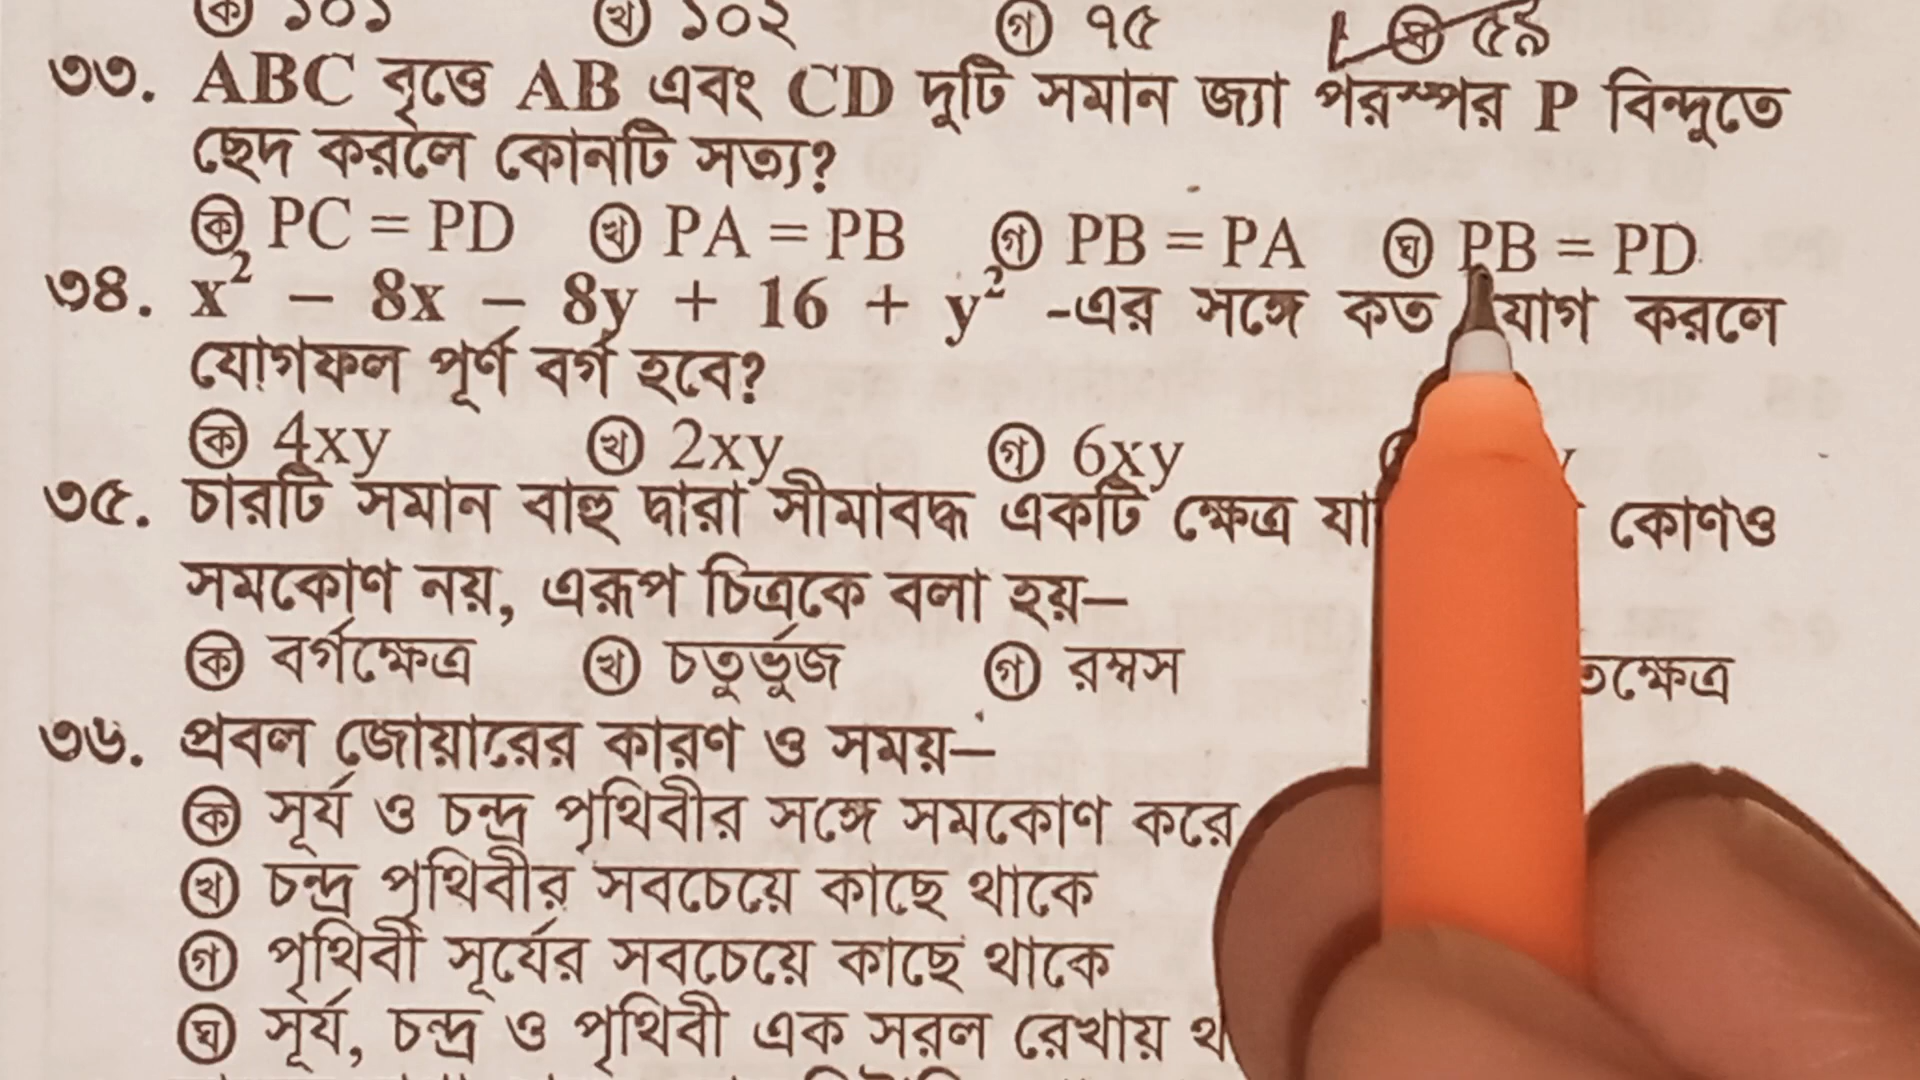 ক ১০১ খ ১০২ গ ৭৫ ঘ ৫৯
৩৩. ABC বৃত্তে AB এবং CD দুটি সমান জ্যা পরস্পর P বিন্দুতে
ছেদ করলে কোনটি সত্য?
ক PC = PD খ PA = PB গ PB = PA ঘ PB = PD
৩৪. x² − 8x − 8y + 16 + y² -এর সঙ্গে কত যোগ করলে
যোগফল পূর্ণ বর্গ হবে?
ক 4xy খ 2xy গ 6xy
৩৫. চারটি সমান বাহু দ্বারা সীমাবদ্ধ একটি ক্ষেত্র কোণও
সমকোণ নয়, এরূপ চিত্রকে বলা হয়–
ক বর্গক্ষেত্র খ চতুর্ভুজ গ রম্বস
৩৬. প্রবল জোয়ারের কারণ ও সময়–
ক সূর্য ও চন্দ্র পৃথিবীর সঙ্গে সমকোণ করে
খ চন্দ্র পৃথিবীর সবচেয়ে কাছে থাকে
গ পৃথিবী সূর্যের সবচেয়ে কাছে থাকে
ঘ সূর্য, চন্দ্র ও পৃথিবী এক সরল রেখায়